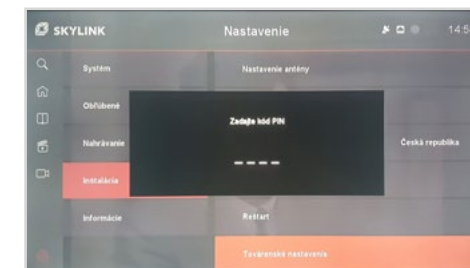 SKYLINK
Nastavenie
14:5
Systém
Nastavenie antény
Obľúbené
Zadajte kód PIN
Nahrávanie
Česká republika
Inštalácia
Informácie
Reštart
Továrenské nastavenia